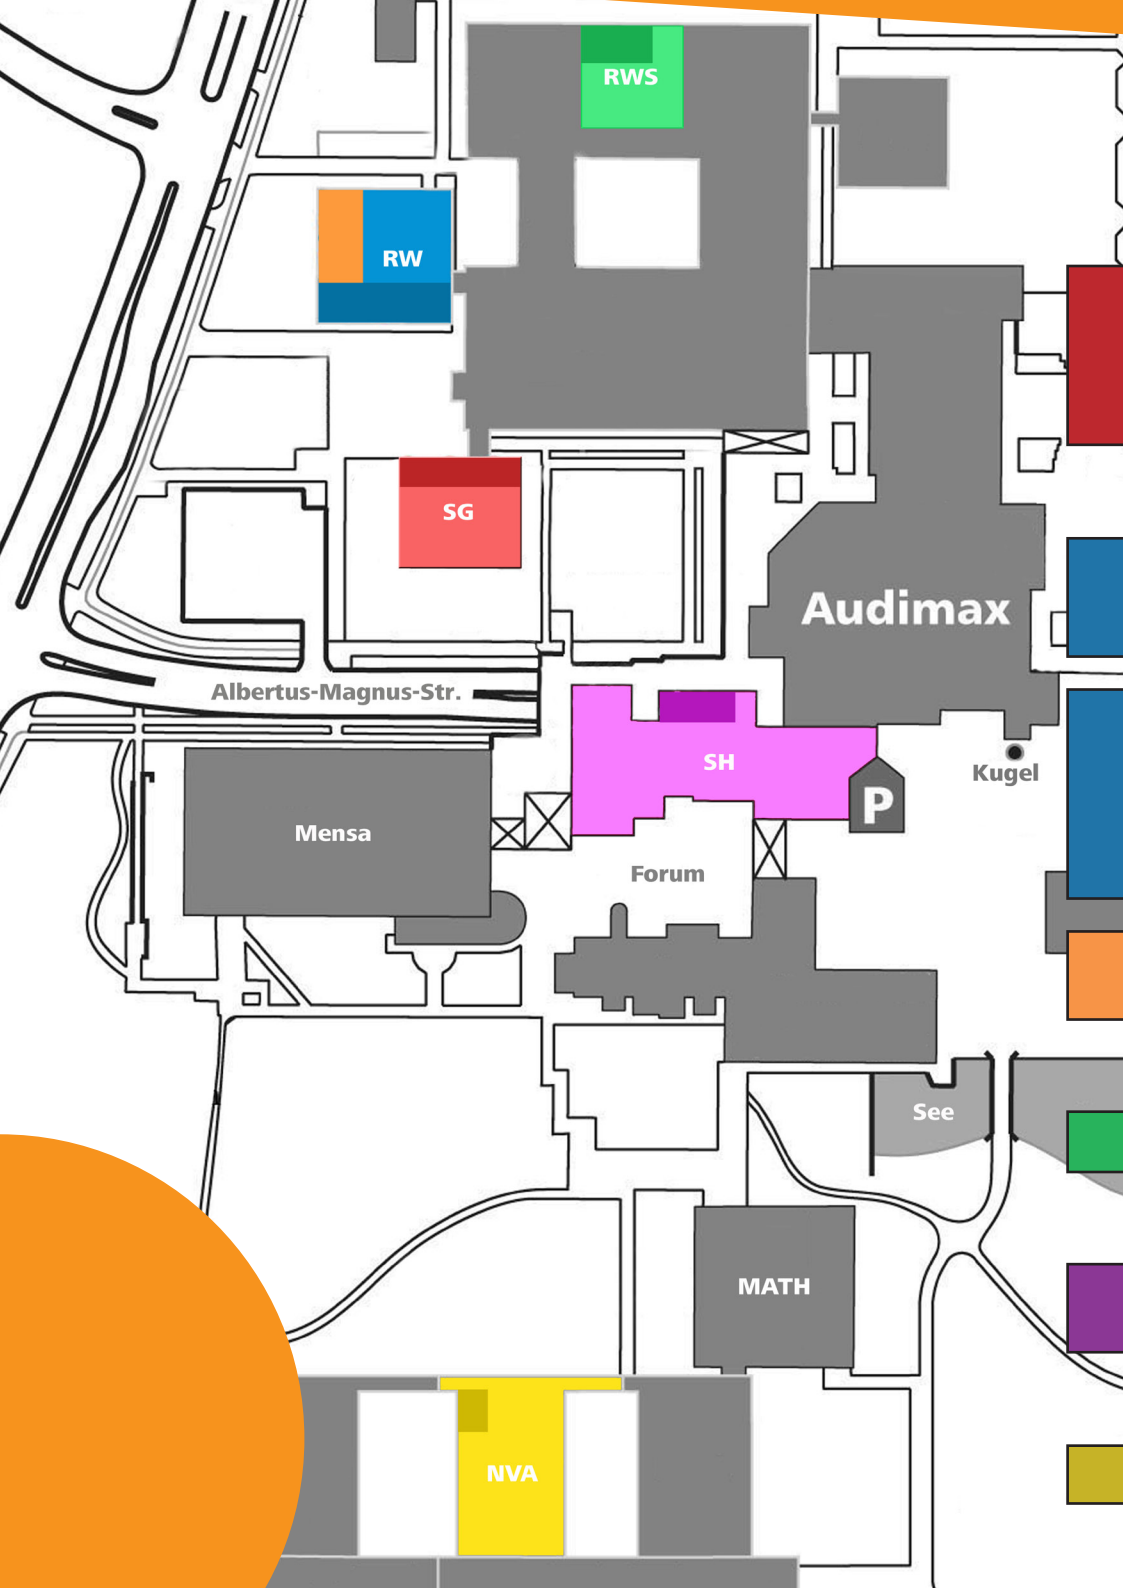 RWS
RW
SG
Audimax
Albertus-Magnus-Str.
SH
Kugel
P
Mensa
Forum
See
MATH
NVA